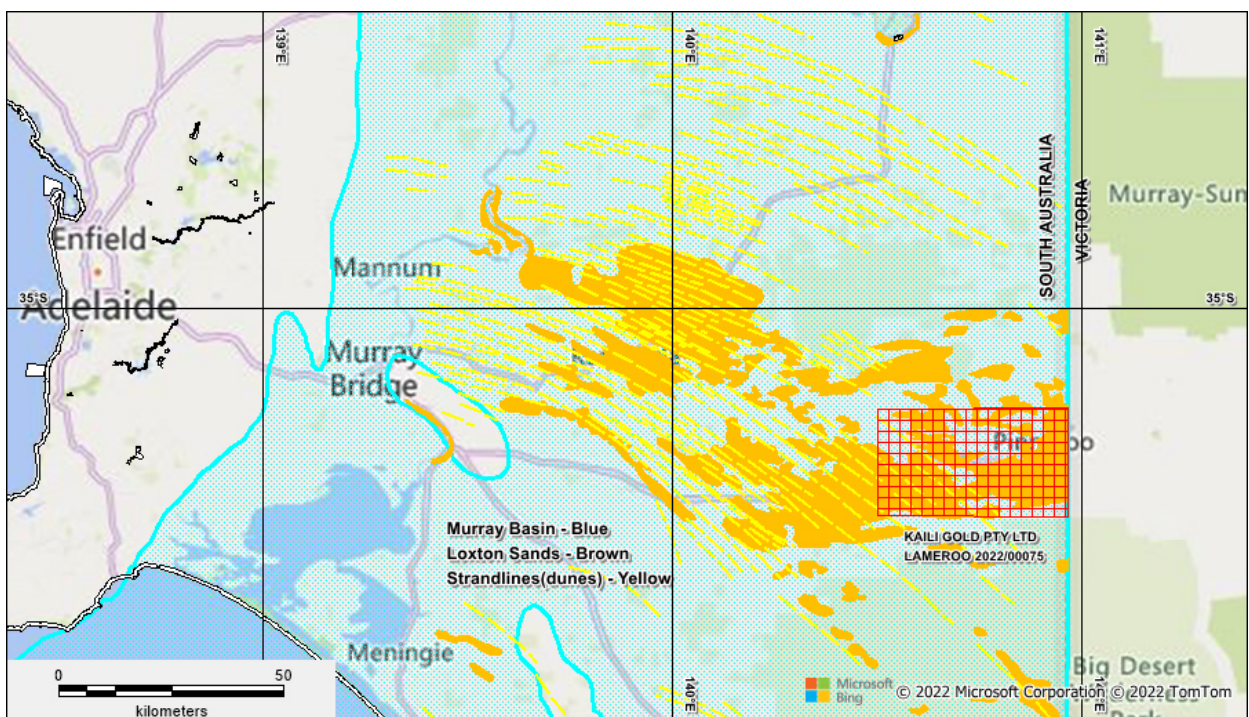 139°E
140°E
141°E
SOUTH AUSTRALIA
VICTORIA
Murray-Sun
Enfield
Mannum
35°S
35°S
Adelaide
Murray
Bridge
KAILI GOLD PTY LTD
LAMEROO 2022/00075
Murray Basin - Blue
Loxton Sands - Brown
Strandlines(dunes) - Yellow
Meningie
Big Desert
0
50
kilometers
140°E
Microsoft
Bing
© 2022 Microsoft Corporation © 2022 TomTom